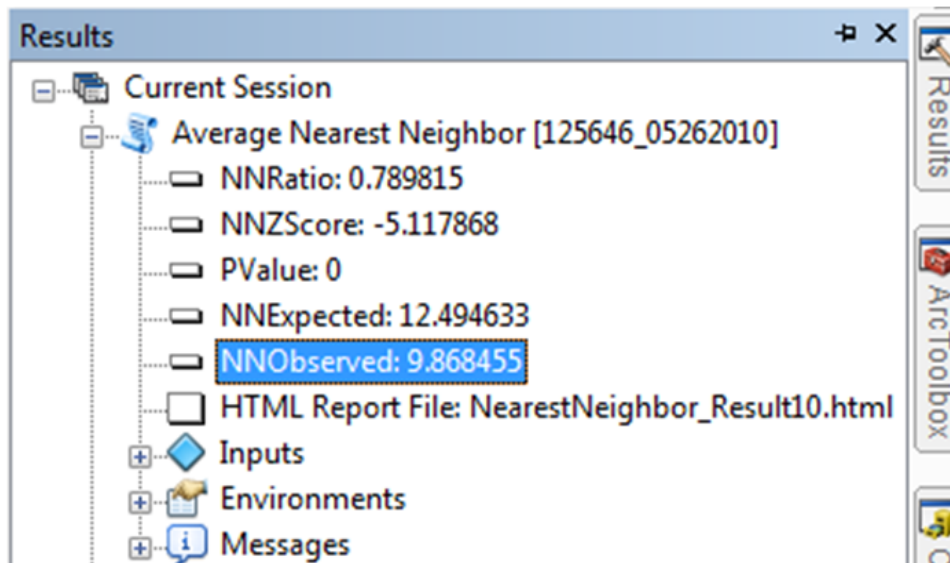 Results
Current Session
Average Nearest Neighbor [125646_05262010]
NNRatio: 0.789815
NNZScore: -5.117868
PValue: 0
NNExpected: 12.494633
NNObserved: 9.868455
HTML Report File: NearestNeighbor_Result10.html
Inputs
Environments
Messages
Results
ArcToolbox